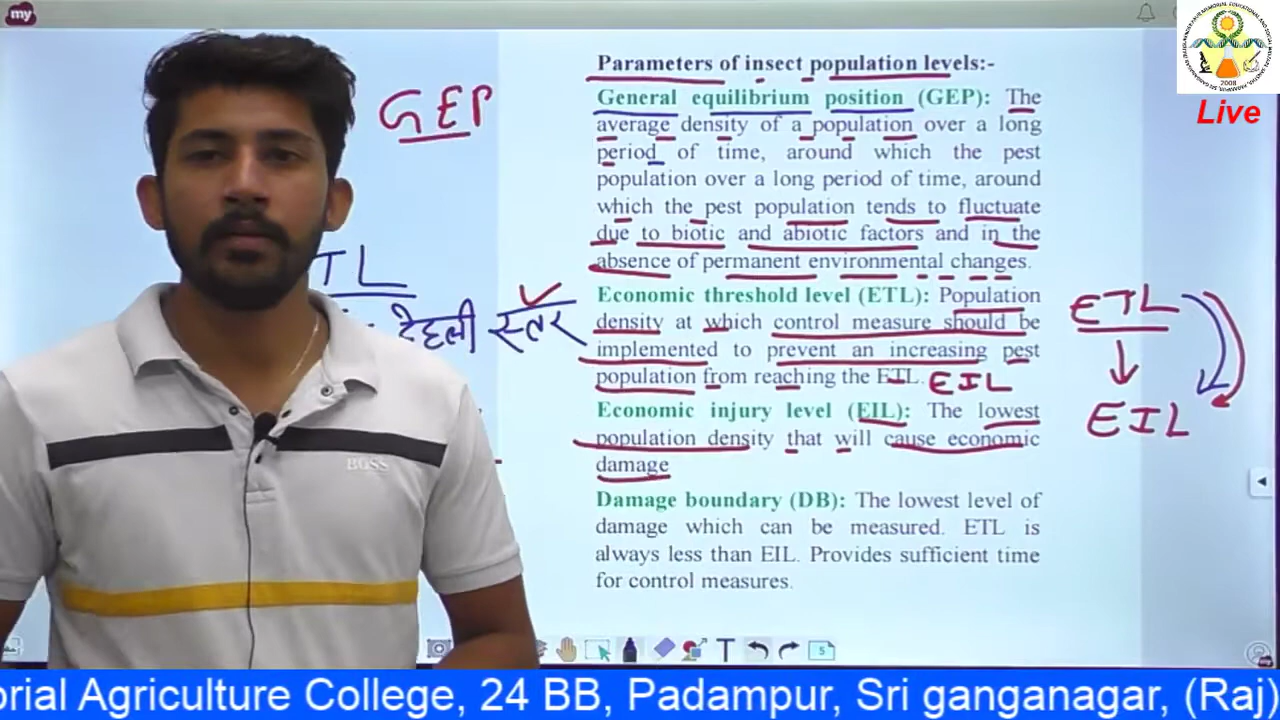 my
Parameters of insect population levels:-
General equilibrium position (GEP): The
average density of a population over a long
period of time, around which the pest
population over a long period of time, around
which the pest population tends to fluctuate
due to biotic and abiotic factors and in the
absence of permanent environmental changes.
Economic threshold level (ETL): Population
density at which control measure should be
implemented to prevent an increasing pest
population from reaching the ETL. EIL
Economic injury level (EIL): The lowest
population density that will cause economic
damage
Damage boundary (DB): The lowest level of
damage which can be measured. ETL is
always less than EIL. Provides sufficient time
for control measures.
GEP
TL
देहली स्तर
ETL
EIL
2008
Live
BOSS
T
5
orial Agriculture College, 24 BB, Padampur, Sri ganganagar, (Raj)